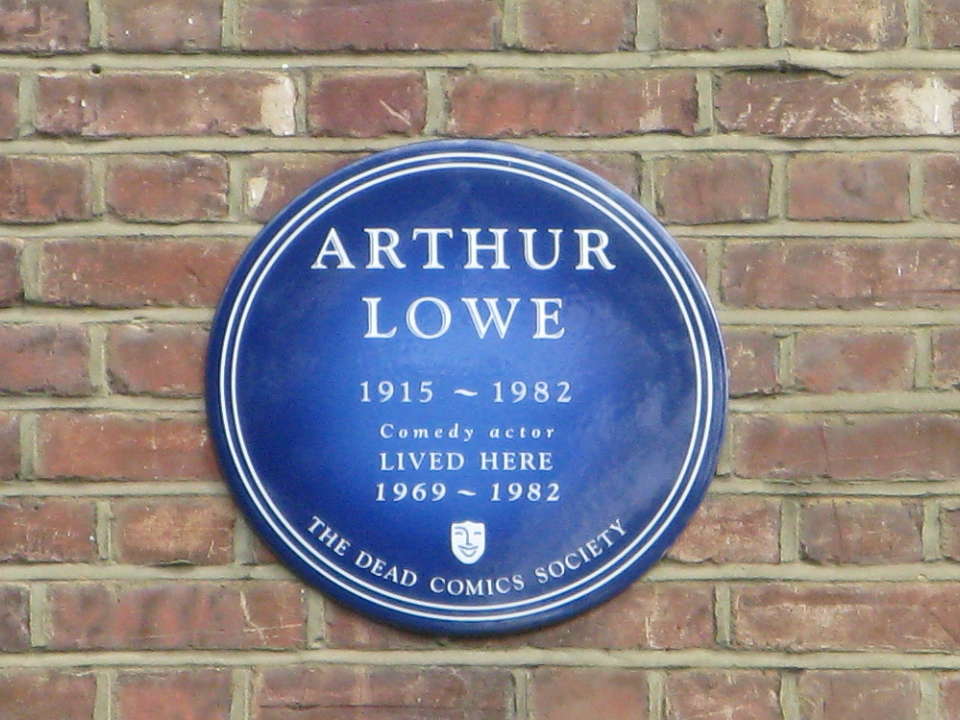 ARTHUR
LOWE
1915 ~ 1982
Comedy actor
LIVED HERE
1969 ~ 1982
THE DEAD COMICS SOCIETY